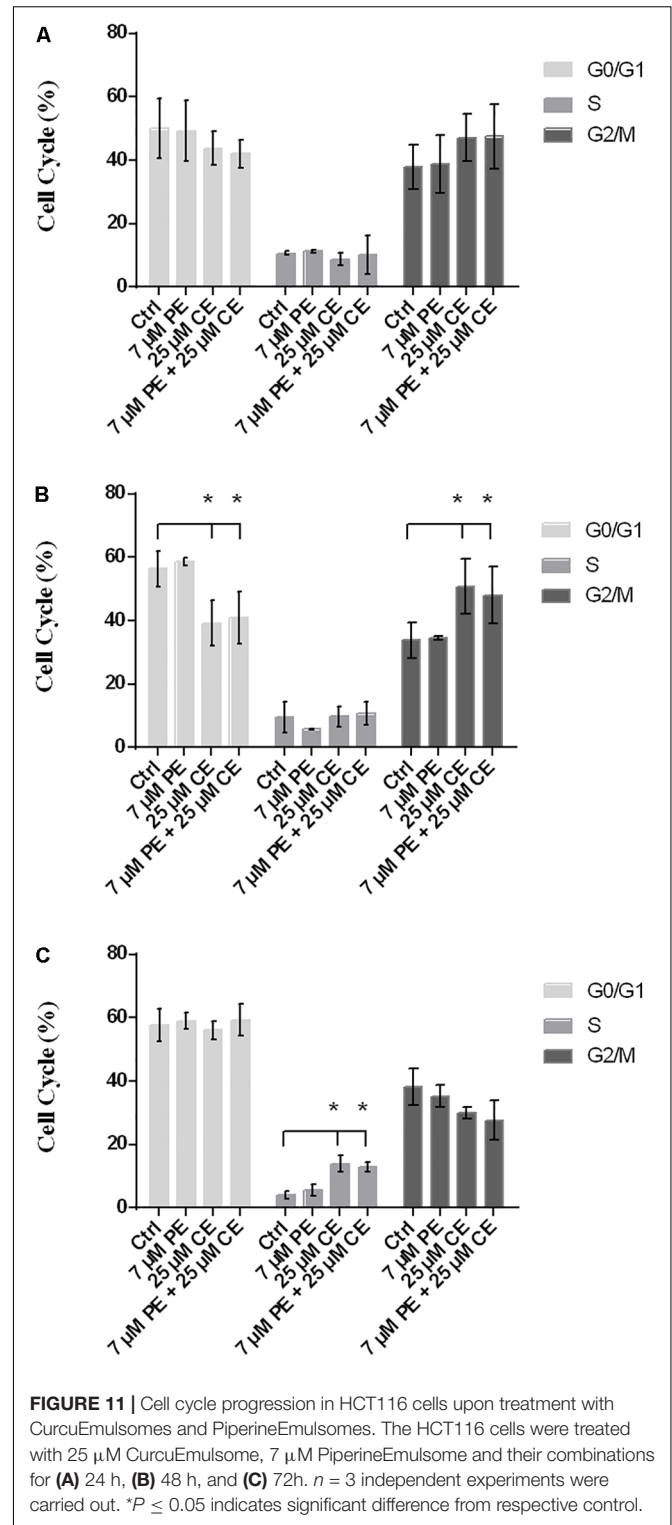 A
80
60
40
20
0
Cell Cycle (%)
G0/G1
S
G2/M
Ctrl
7 µM PE
25 µM CE
7 µM PE + 25 µM CE
Ctrl
7 µM PE
25 µM CE
7 µM PE + 25 µM CE
Ctrl
7 µM PE
25 µM CE
7 µM PE + 25 µM CE
B
80
60
40
20
0
Cell Cycle (%)
* *
* *
G0/G1
S
G2/M
Ctrl
7 µM PE
25 µM CE
7 µM PE + 25 µM CE
Ctrl
7 µM PE
25 µM CE
7 µM PE + 25 µM CE
Ctrl
7 µM PE
25 µM CE
7 µM PE + 25 µM CE
C
80
60
40
20
0
Cell Cycle (%)
* *
G0/G1
S
G2/M
Ctrl
7 µM PE
25 µM CE
7 µM PE + 25 µM CE
Ctrl
7 µM PE
25 µM CE
7 µM PE + 25 µM CE
Ctrl
7 µM PE
25 µM CE
7 µM PE + 25 µM CE
FIGURE 11 | Cell cycle progression in HCT116 cells upon treatment with
CurcuEmulsomes and PiperineEmulsomes. The HCT116 cells were treated
with 25 µM CurcuEmulsome, 7 µM PiperineEmulsome and their combinations
for (A) 24 h, (B) 48 h, and (C) 72h. n = 3 independent experiments were
carried out. *P ≤ 0.05 indicates significant difference from respective control.